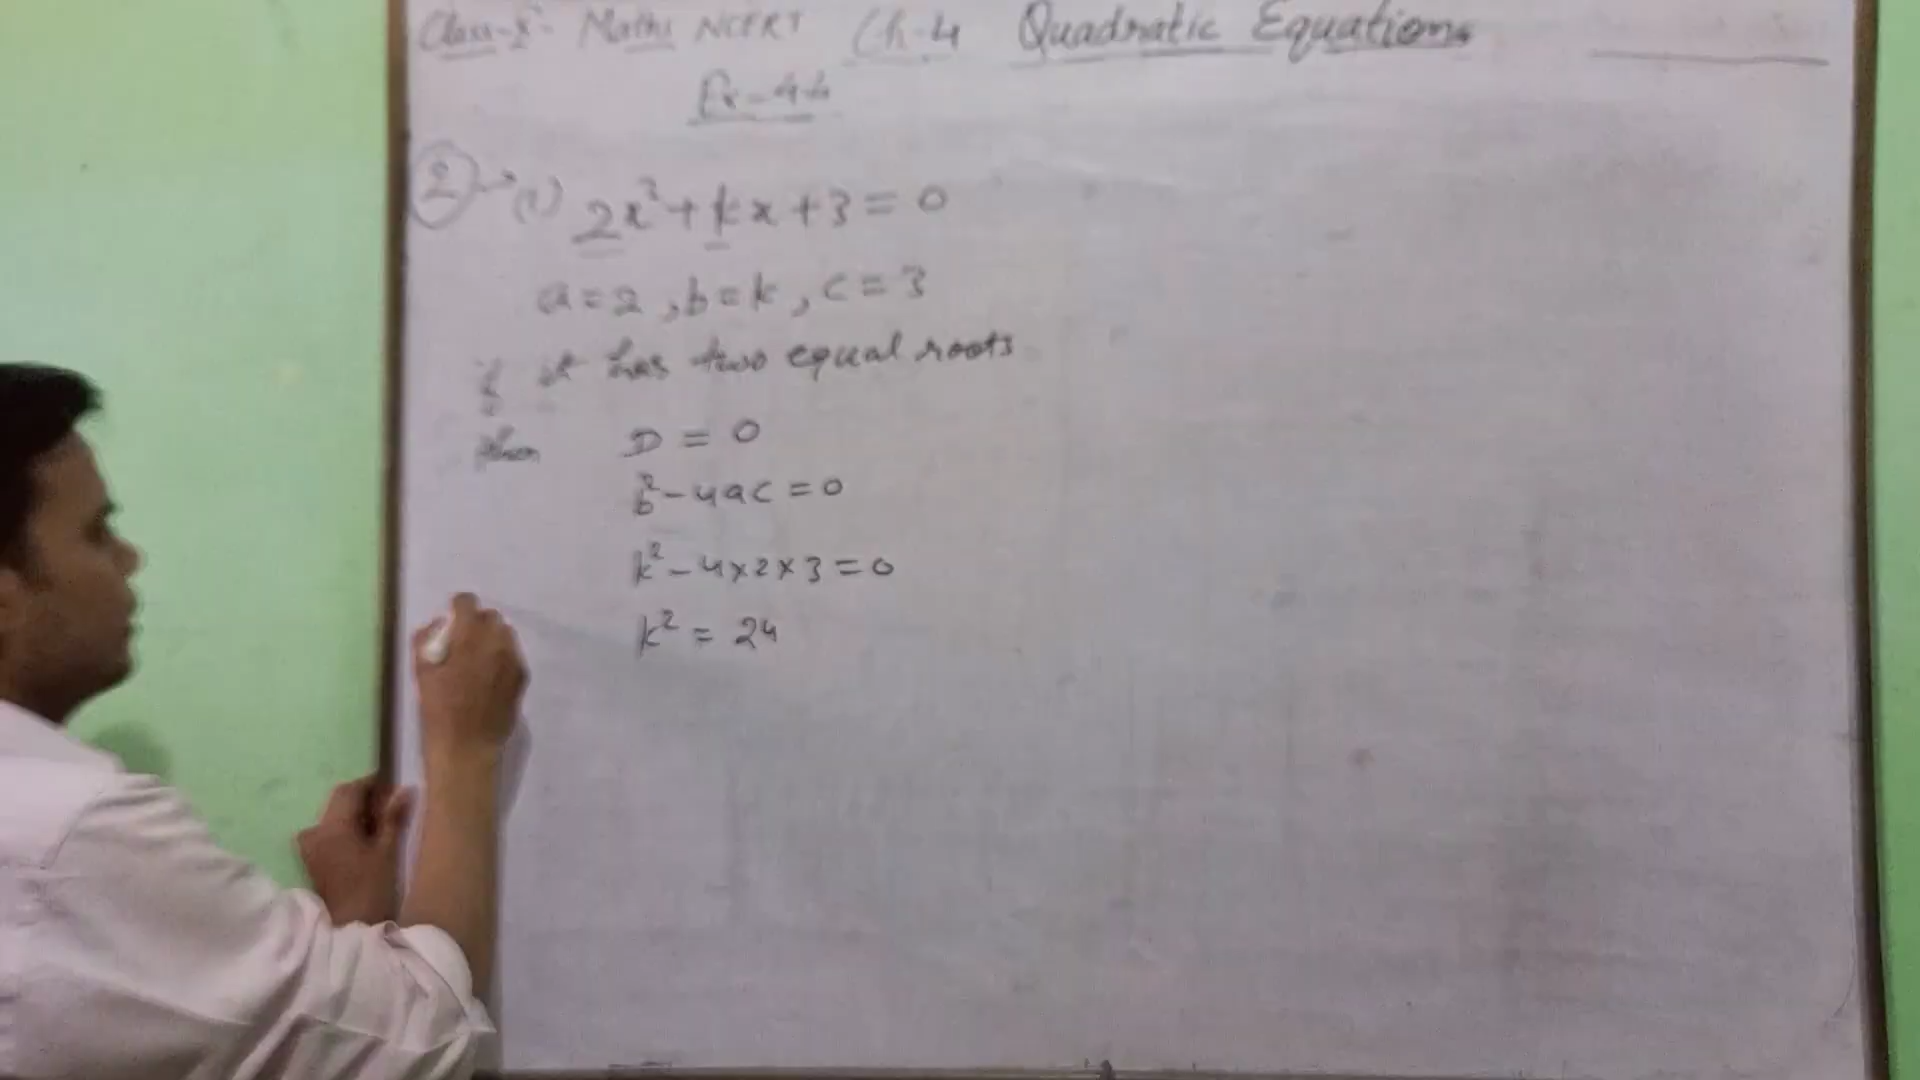 Class-X Maths NCERT Ch-4 Quadratic Equations
Ex-4.4
2 → (i) 2x² + kx + 3 = 0
a = 2, b = k, c = 3
if it has two equal roots
then D = 0
b² - 4ac = 0
k² - 4×2×3 = 0
k² = 24